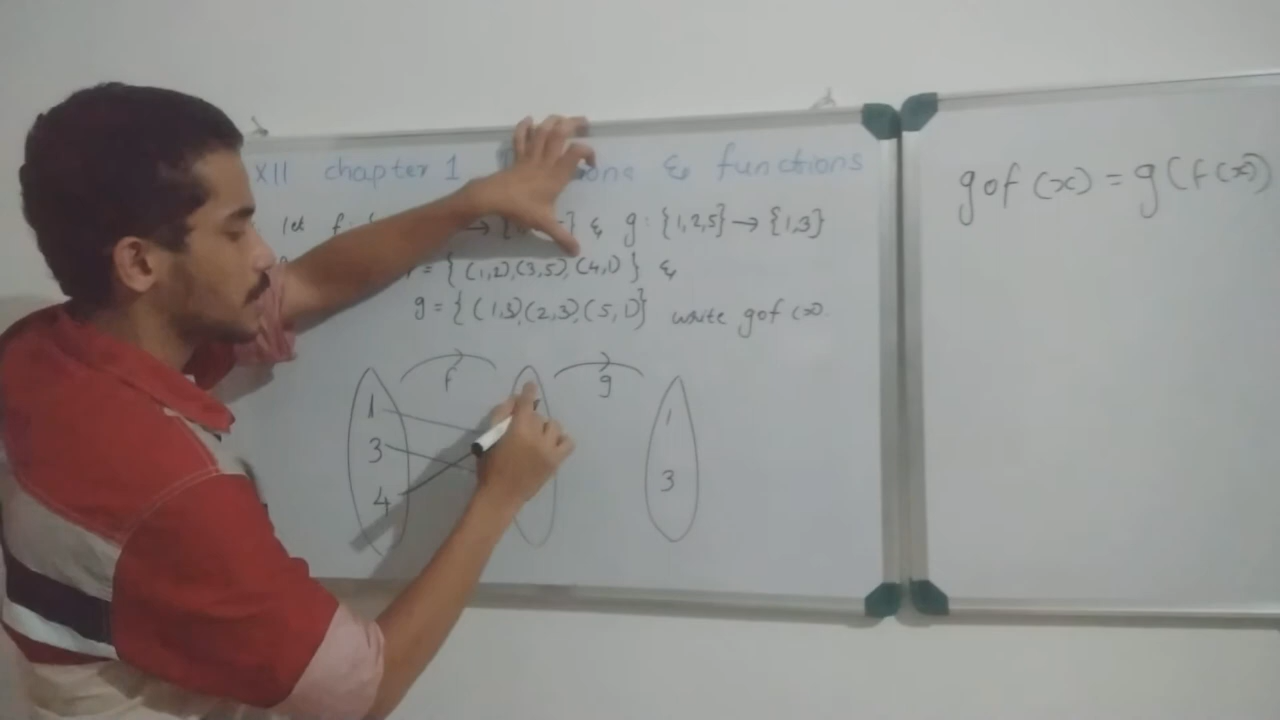 XII chapter 1 & functions
let f : → & g : {1,2,5} → {1,3}
= { (1,2),(3,5),(4,1) } &
g = { (1,3)(2,3),(5,1) } write gof (x).
f g
1 1
3 3
4
gof (x) = g(f(x))